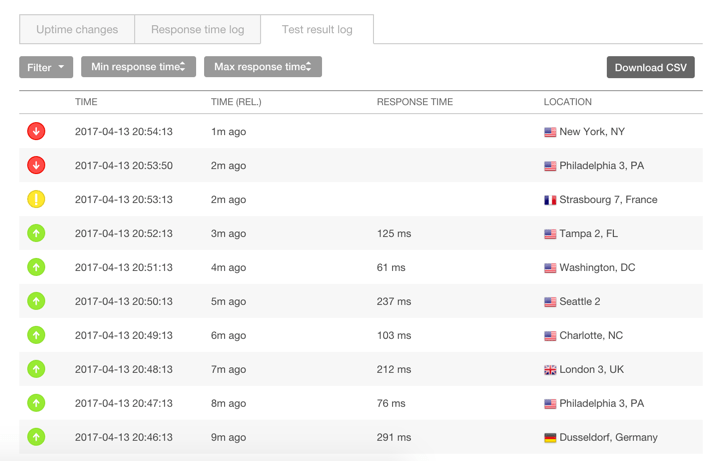 Uptime changes Response time log Test result log
Filter Min response time Max response time Download CSV
TIME TIME (REL.) RESPONSE TIME LOCATION
2017-04-13 20:54:13 1m ago New York, NY
2017-04-13 20:53:50 2m ago Philadelphia 3, PA
2017-04-13 20:53:13 2m ago Strasbourg 7, France
2017-04-13 20:52:13 3m ago 125 ms Tampa 2, FL
2017-04-13 20:51:13 4m ago 61 ms Washington, DC
2017-04-13 20:50:13 5m ago 237 ms Seattle 2
2017-04-13 20:49:13 6m ago 103 ms Charlotte, NC
2017-04-13 20:48:13 7m ago 212 ms London 3, UK
2017-04-13 20:47:13 8m ago 76 ms Philadelphia 3, PA
2017-04-13 20:46:13 9m ago 291 ms Dusseldorf, Germany